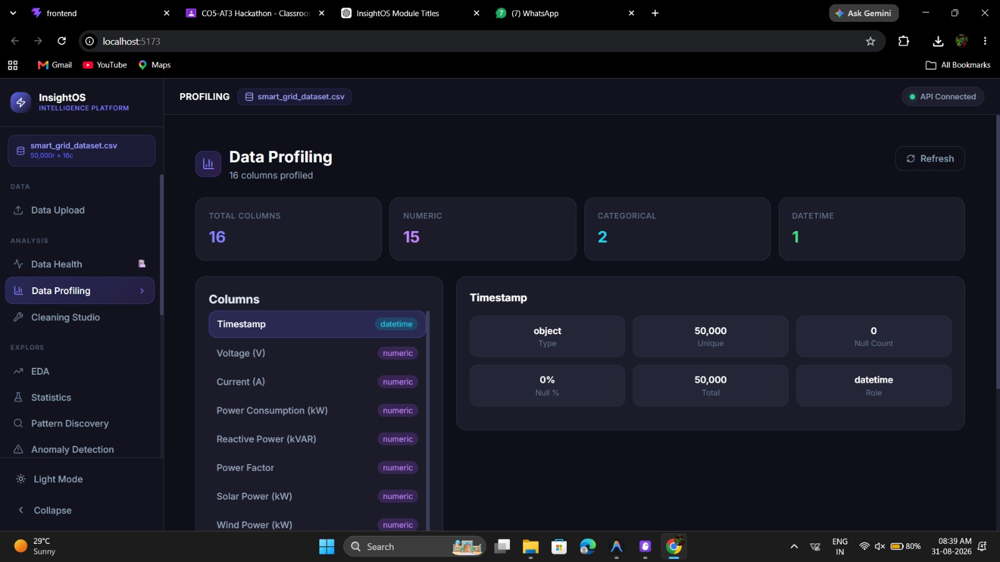 frontend
CO5-AT3 Hackathon - Classroo
InsightOS Module Titles
(7) WhatsApp
Ask Gemini
localhost:5173
Gmail
YouTube
Maps
All Bookmarks
InsightOS
INTELLIGENCE PLATFORM
PROFILING
smart_grid_dataset.csv
API Connected
smart_grid_dataset.csv
50,000r × 16c
DATA
Data Upload
ANALYSIS
Data Health
Data Profiling
Cleaning Studio
EXPLORE
EDA
Statistics
Pattern Discovery
Anomaly Detection
Light Mode
Collapse
Data Profiling
16 columns profiled
Refresh
TOTAL COLUMNS
16
NUMERIC
15
CATEGORICAL
2
DATETIME
1
Columns
Timestamp datetime
Voltage (V) numeric
Current (A) numeric
Power Consumption (kW) numeric
Reactive Power (kVAR) numeric
Power Factor numeric
Solar Power (kW) numeric
Wind Power (kW) numeric
Timestamp
object
Type
50,000
Unique
0
Null Count
0%
Null %
50,000
Total
datetime
Role
29°C
Sunny
Search
ENG
IN
80%
08:39 AM
31-08-2026